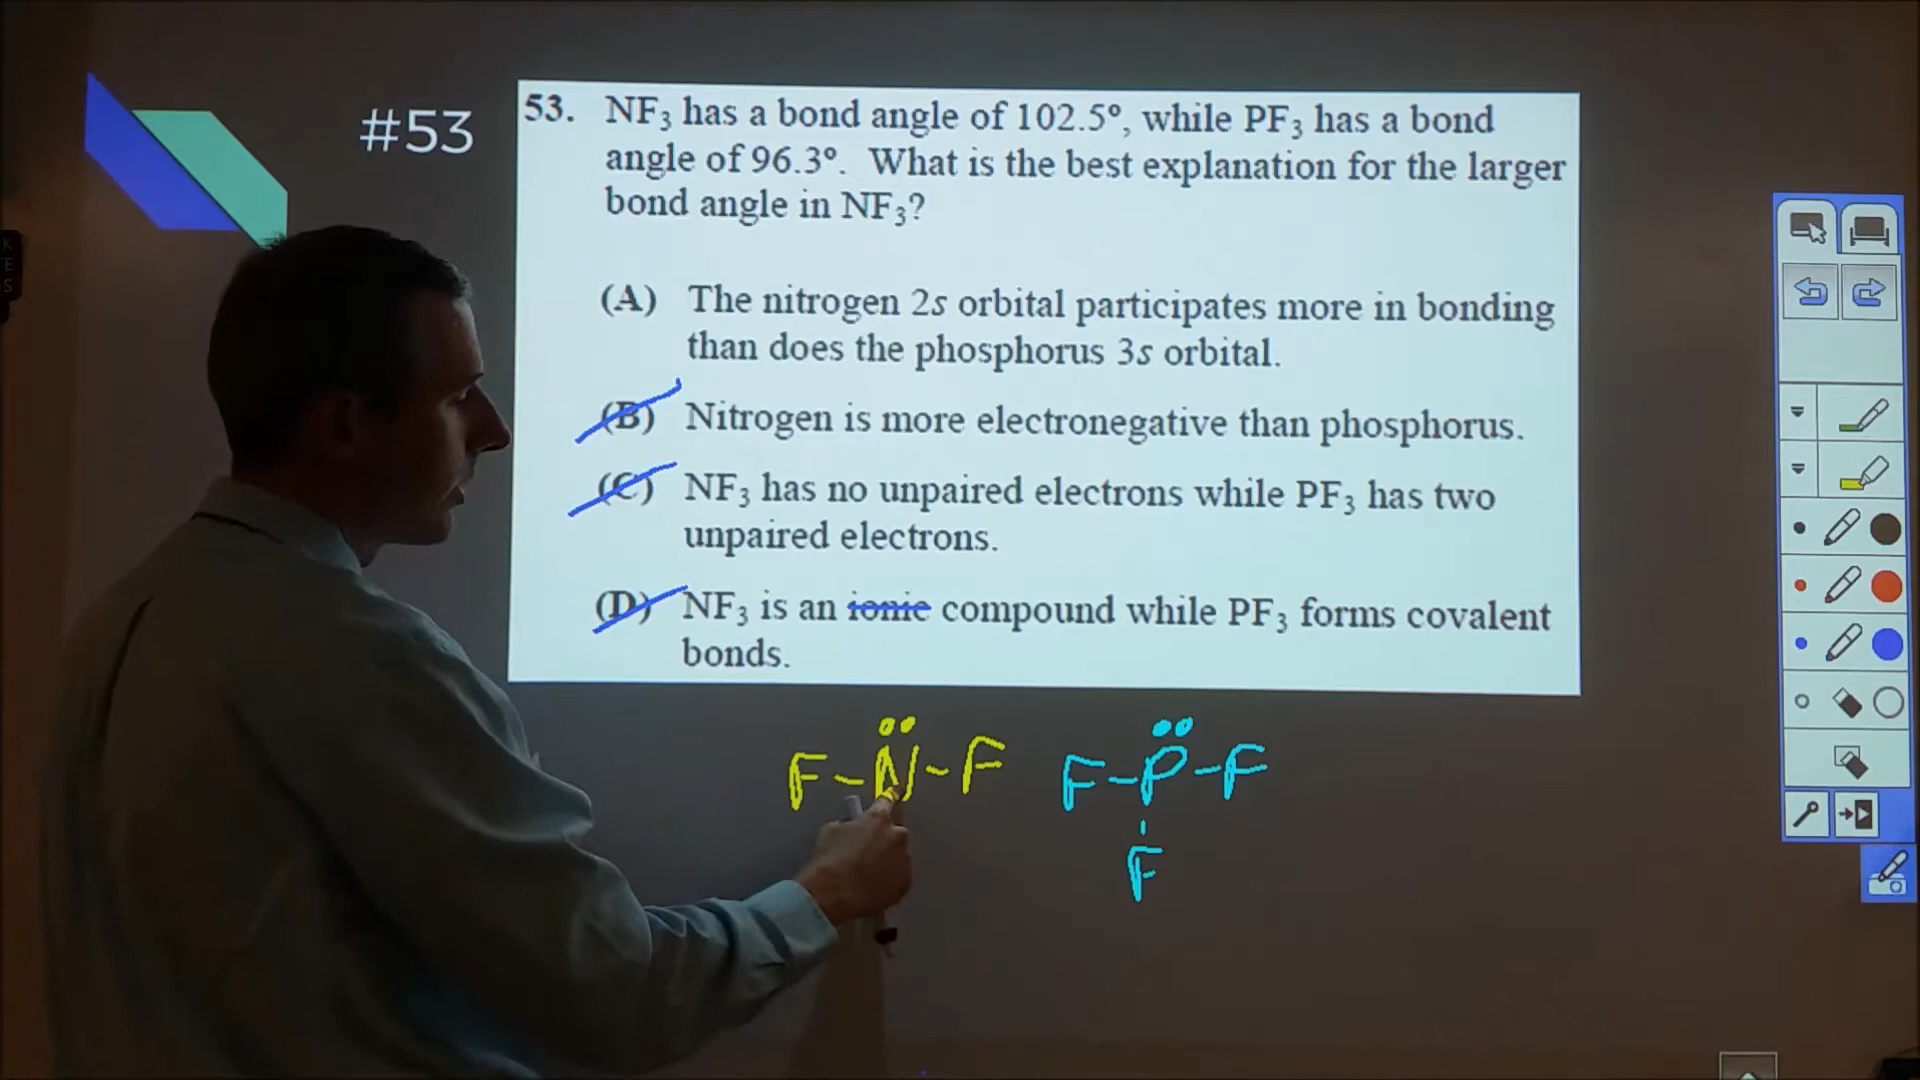 #53
53. NF₃ has a bond angle of 102.5°, while PF₃ has a bond
angle of 96.3°. What is the best explanation for the larger
bond angle in NF₃?
(A) The nitrogen 2s orbital participates more in bonding
than does the phosphorus 3s orbital.
(B) Nitrogen is more electronegative than phosphorus.
(C) NF₃ has no unpaired electrons while PF₃ has two
unpaired electrons.
(D) NF₃ is an ionic compound while PF₃ forms covalent
bonds.
F-N-F F-P-F
F
K
E
S